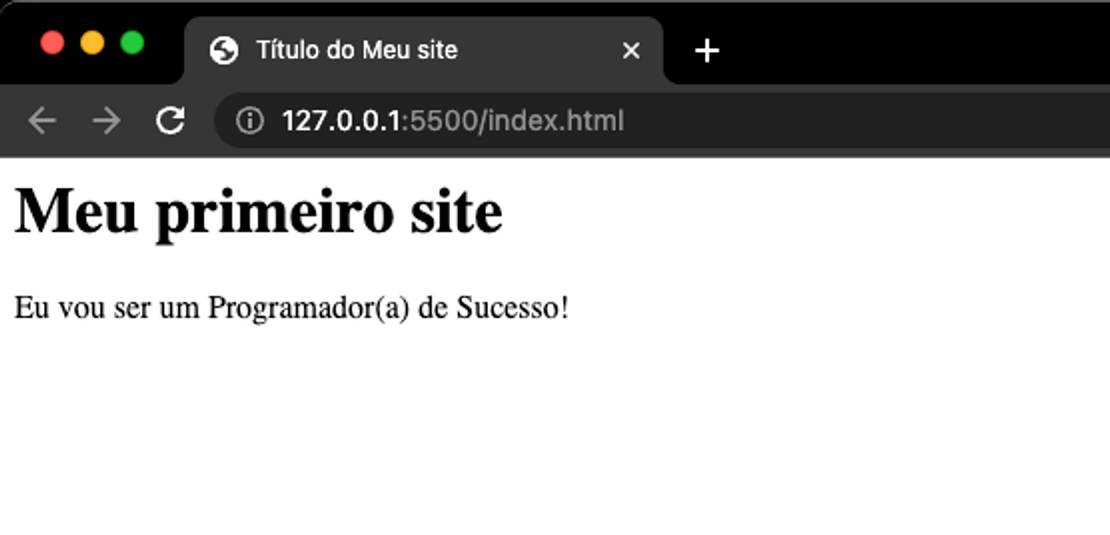 Título do Meu site
127.0.0.1:5500/index.html
Meu primeiro site
Eu vou ser um Programador(a) de Sucesso!